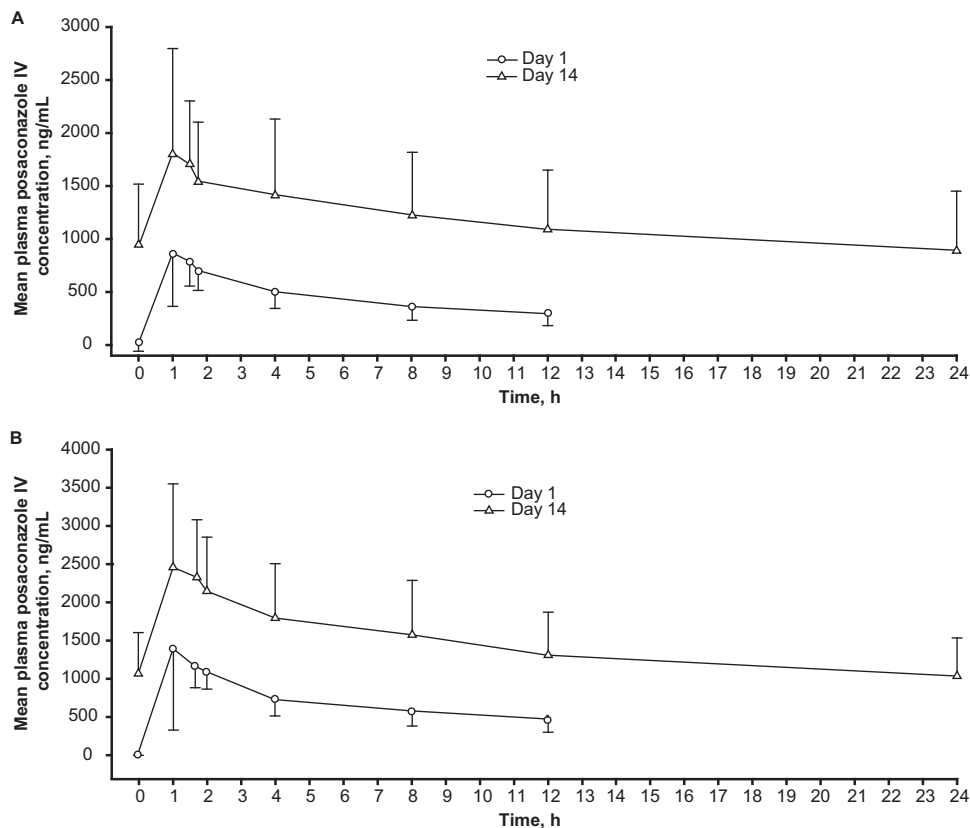 A
Mean plasma posaconazole IV
concentration, ng/mL
3000
2500
2000
1500
1000
500
0
Day 1
Day 14
0 1 2 3 4 5 6 7 8 9 10 11 12 13 14 15 16 17 18 19 20 21 22 23 24
Time, h
B
Mean plasma posaconazole IV
concentration, ng/mL
4000
3500
3000
2500
2000
1500
1000
500
0
Day 1
Day 14
0 1 2 3 4 5 6 7 8 9 10 11 12 13 14 15 16 17 18 19 20 21 22 23 24
Time, h